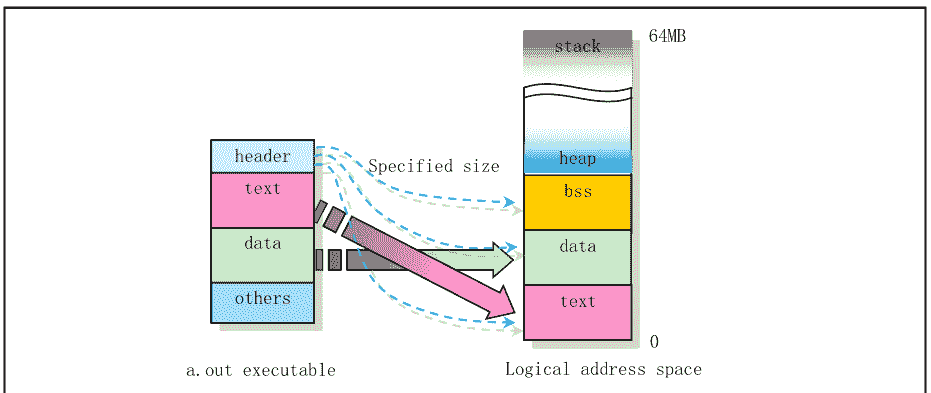 stack
64MB
header
Specified size
heap
text
bss
data
data
others
text
0
a.out executable
Logical address space